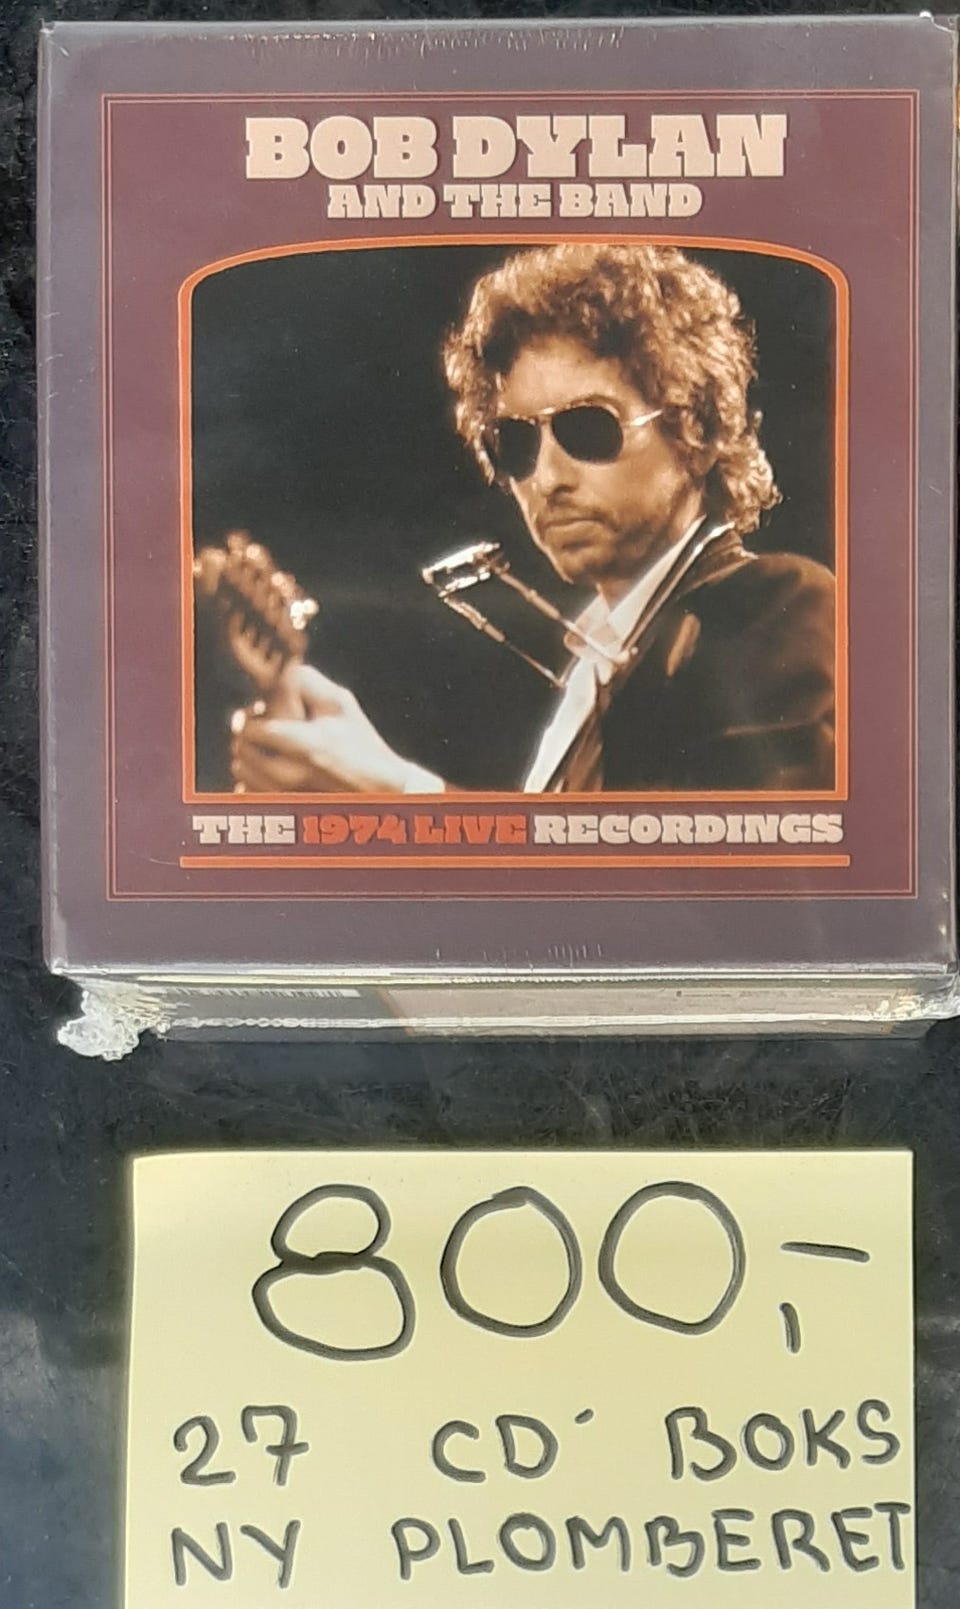 BOB DYLAN
AND THE BAND
THE 1974 LIVE RECORDINGS
800,-
27 CD' BOKS
NY PLOMBERET